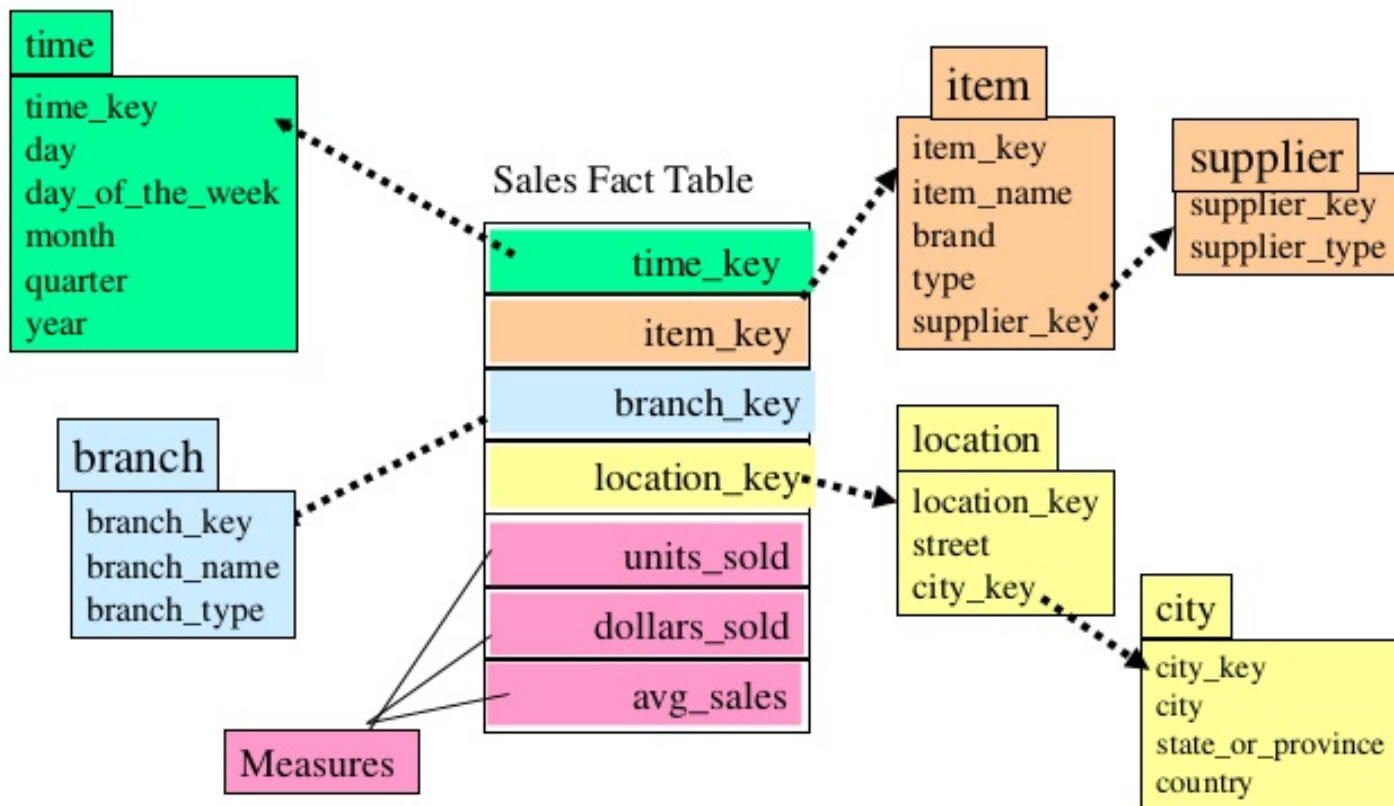 time
time_key
day
day_of_the_week
month
quarter
year
Sales Fact Table
time_key
item_key
branch_key
location_key
units_sold
dollars_sold
avg_sales
Measures
branch
branch_key
branch_name
branch_type
item
item_key
item_name
brand
type
supplier_key
supplier
supplier_key
supplier_type
location
location_key
street
city_key
city
city_key
city
state_or_province
country